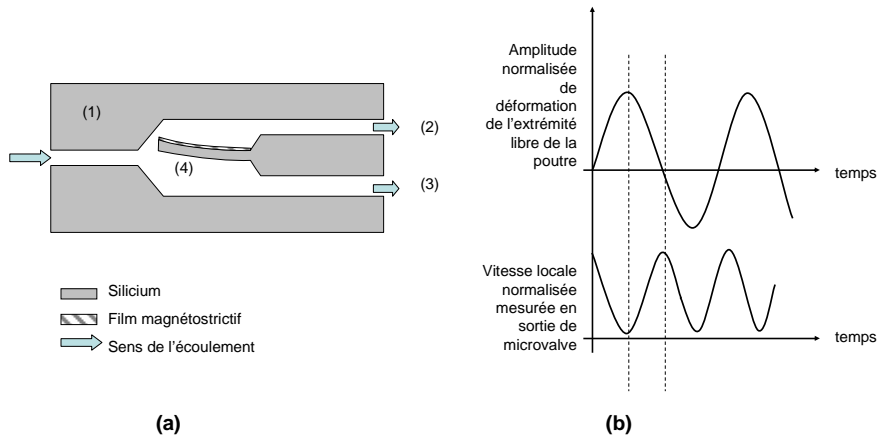 (1)
(2)
(3)
(4)
Silicium
Film magnétostrictif
Sens de l'écoulement
(a)
Amplitude
normalisée
de
déformation
de l'extrémité
libre de la
poutre
temps
Vitesse locale
normalisée
mesurée en
sortie de
microvalve
temps
(b)